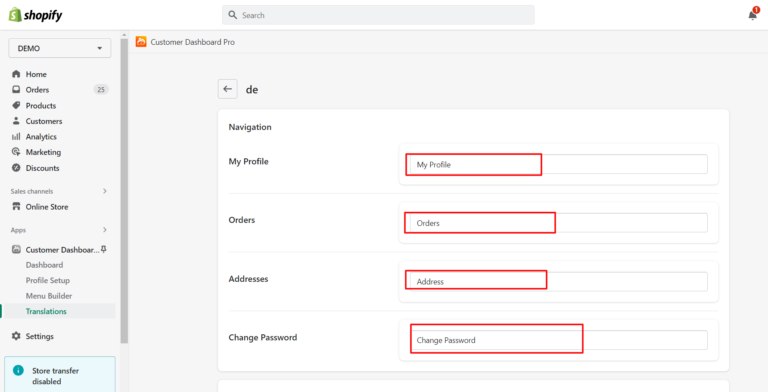 shopify
Search
1
DEMO
Customer Dashboard Pro
Home
Orders
25
Products
Customers
Analytics
Marketing
Discounts
Sales channels
Online Store
Apps
Customer Dashboar...
Dashboard
Profile Setup
Menu Builder
Translations
Settings
Store transfer
disabled
de
Navigation
My Profile
My Profile
Orders
Orders
Addresses
Address
Change Password
Change Password